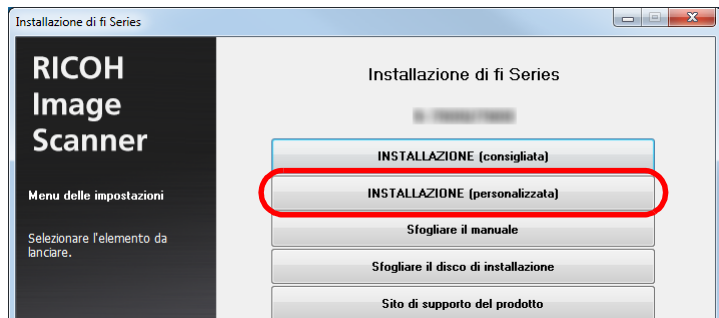 Installazione di fi Series
RICOH
Image
Scanner
Menu delle impostazioni
Selezionare l'elemento da
lanciare.
Installazione di fi Series
INSTALLAZIONE (consigliata)
INSTALLAZIONE (personalizzata)
Sfogliare il manuale
Sfogliare il disco di installazione
Sito di supporto del prodotto